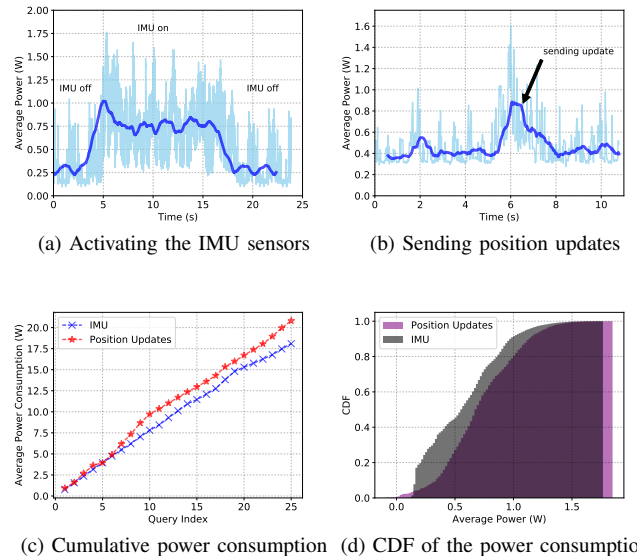 2.00
1.75
1.50
1.25
1.00
0.75
0.50
0.25
0.00
Average Power (W)
IMU on
IMU off
IMU off
0 5 10 15 20 25
Time (s)
(a) Activating the IMU sensors
1.6
1.4
1.2
1.0
0.8
0.6
0.4
0.2
0.0
Average Power (W)
sending update
0 2 4 6 8 10
Time (s)
(b) Sending position updates
20.0
17.5
15.0
12.5
10.0
7.5
5.0
2.5
0.0
Average Power Consumption (W)
IMU
Position Updates
0 5 10 15 20 25
Query Index
(c) Cumulative power consumption
1.0
0.8
0.6
0.4
0.2
0.0
CDF
Position Updates
IMU
0.0 0.5 1.0 1.5
Average Power (W)
(d) CDF of the power consumptio